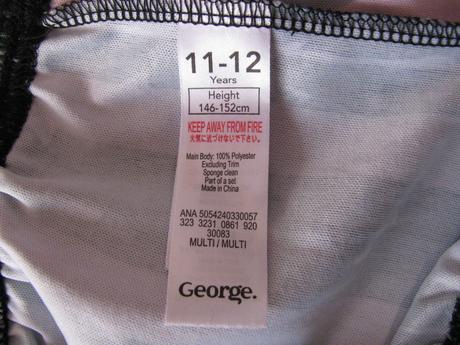 11-12
Years
Height
146-152cm
KEEP AWAY FROM FIRE
火気に近づけないで下さい。
Main Body: 100% Polyester
Excluding Trim
Sponge clean
Part of a set
Made in China
ANA 5054240330057
323 3231 0861 920
30083
MULTI / MULTI
George.